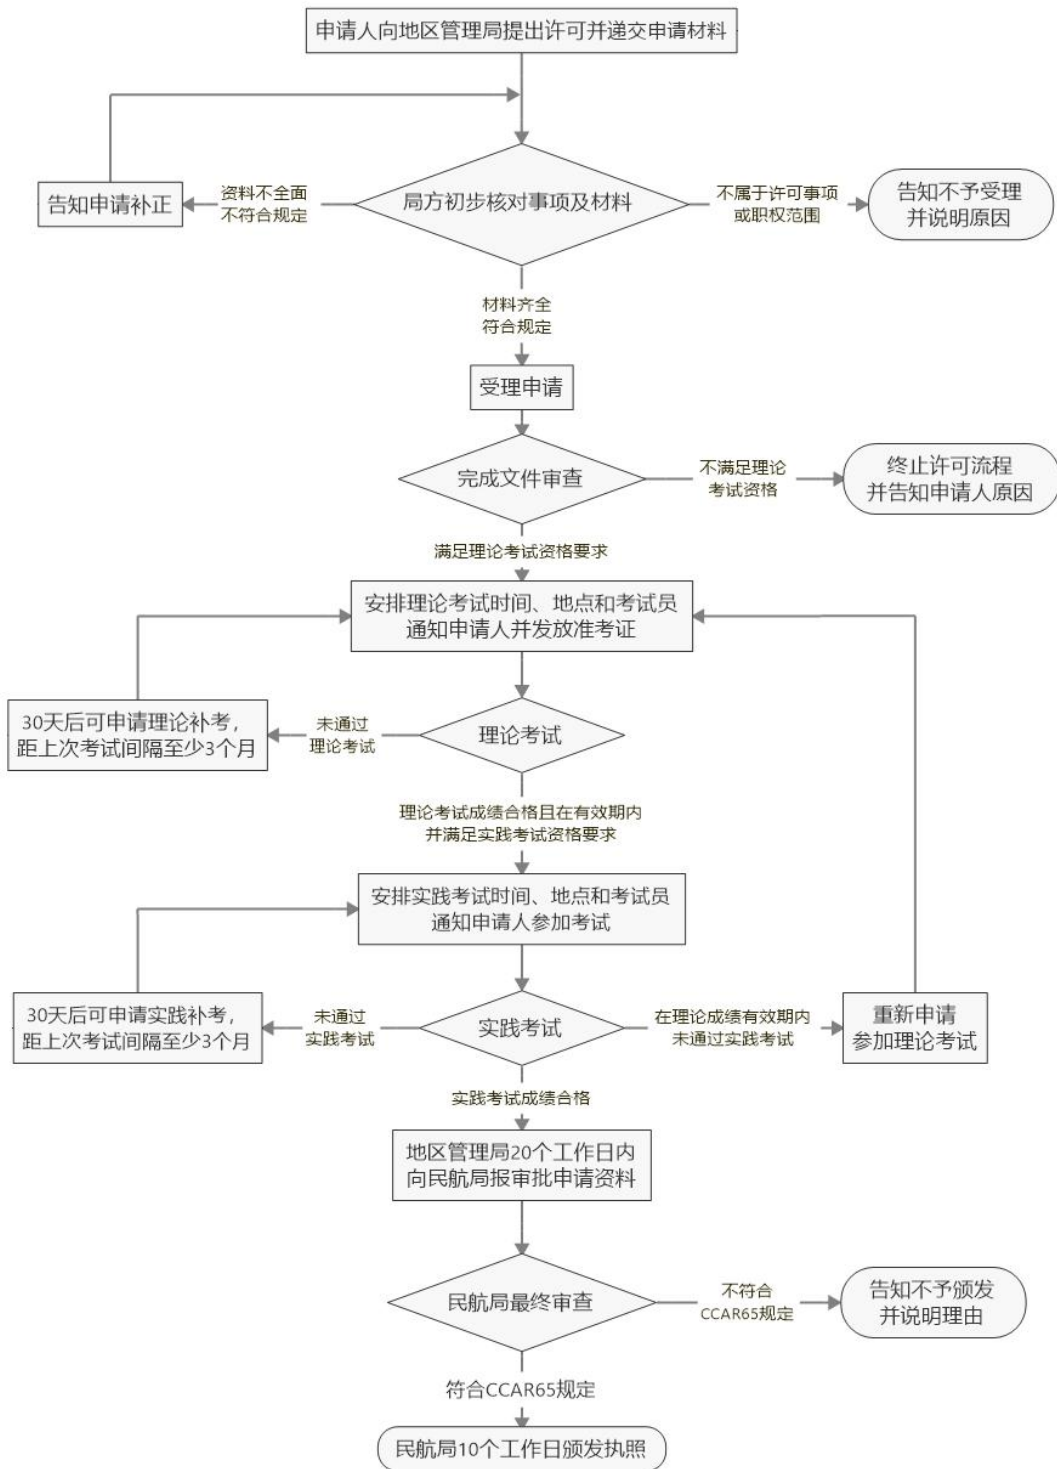 申请人向地区管理局提出许可并递交申请材料
告知申请补正
资料不全面
不符合规定
局方初步核对事项及材料
不属于许可事项
或职权范围
告知不予受理
并说明原因
材料齐全
符合规定
受理申请
完成文件审查
不满足理论
考试资格
终止许可流程
并告知申请人原因
满足理论考试资格要求
安排理论考试时间、地点和考试员
通知申请人并发放准考证
30天后可申请理论补考，
距上次考试间隔至少3个月
未通过
理论考试
理论考试
理论考试成绩合格且在有效期内
并满足实践考试资格要求
安排实践考试时间、地点和考试员
通知申请人参加考试
30天后可申请实践补考，
距上次考试间隔至少3个月
未通过
实践考试
实践考试
在理论成绩有效期内
未通过实践考试
重新申请
参加理论考试
实践考试成绩合格
地区管理局20个工作日内
向民航局报审批申请资料
民航局最终审查
不符合
CCAR65规定
告知不予颁发
并说明理由
符合CCAR65规定
民航局10个工作日颁发执照